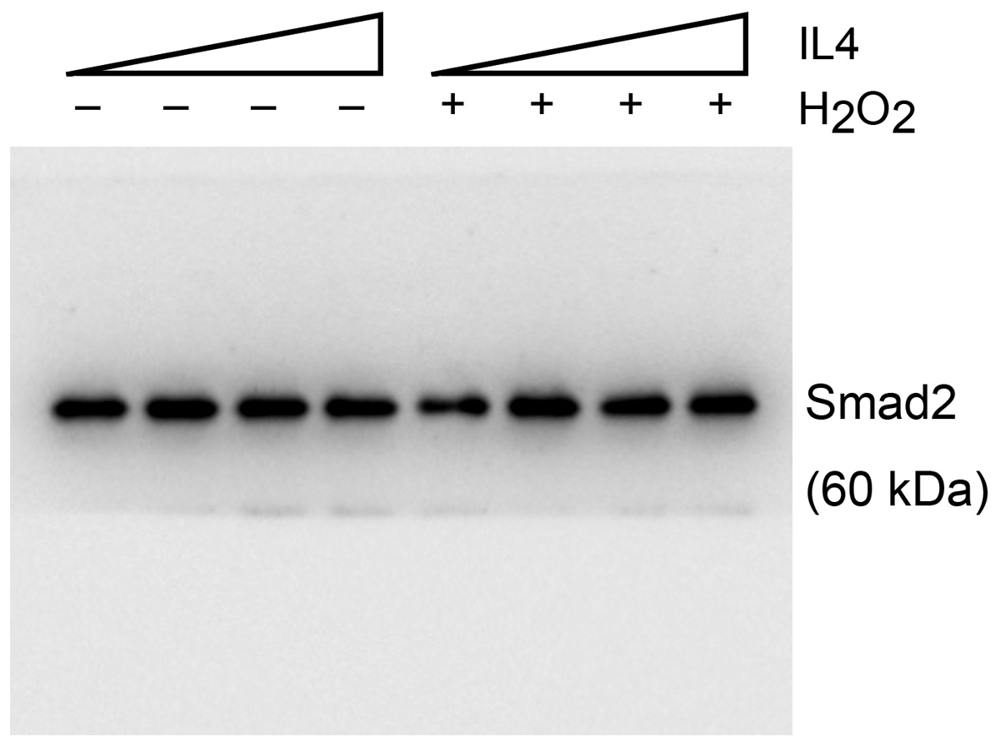 IL4
– – – – + + + + H₂O₂
Smad2
(60 kDa)